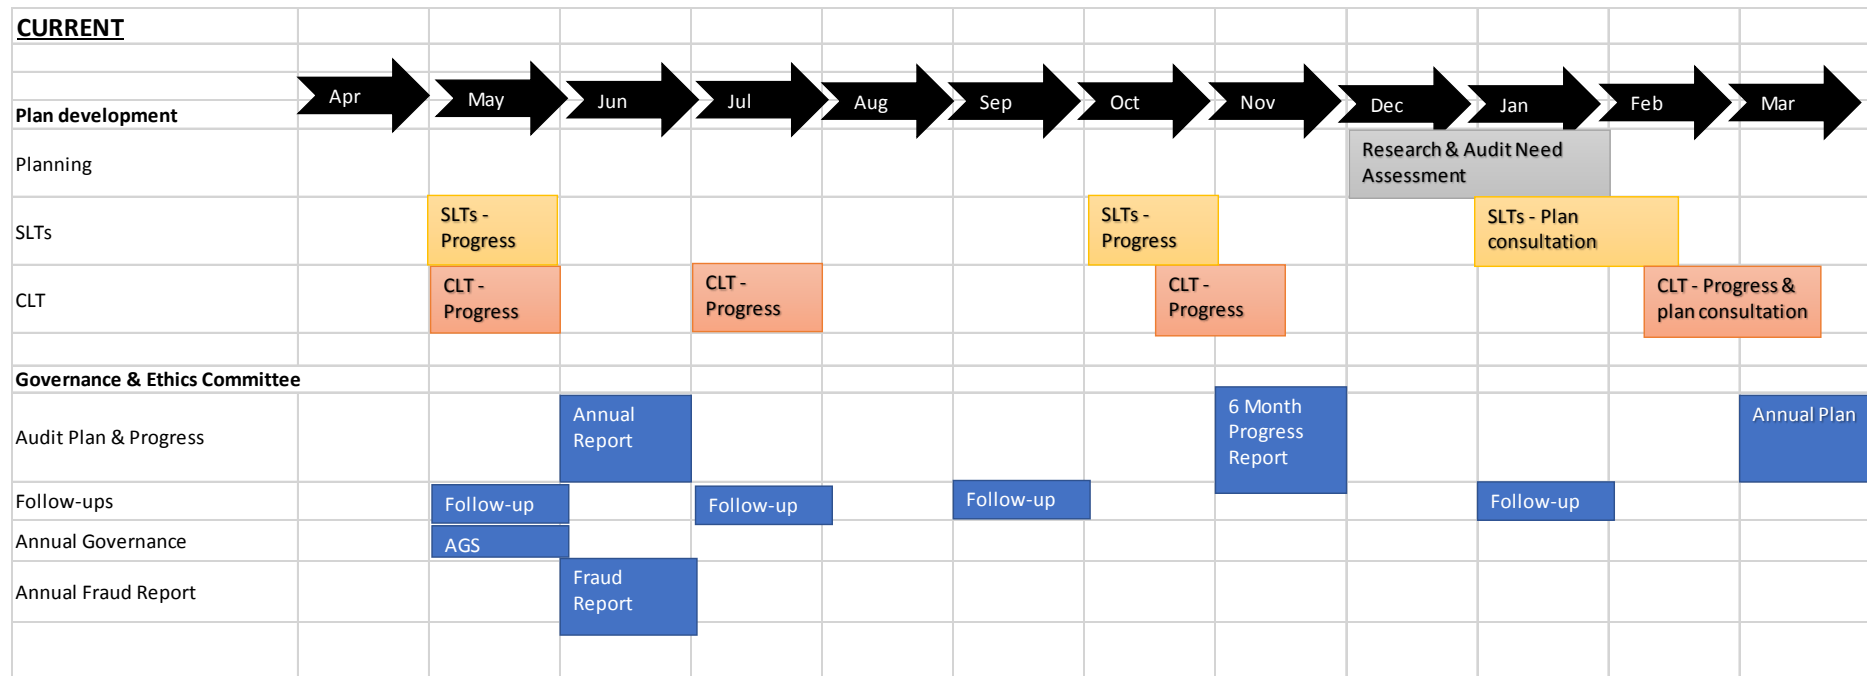 CURRENT
Apr
May
Jun
Jul
Aug
Sep
Oct
Nov
Dec
Jan
Feb
Mar
Plan development
Planning
Research & Audit Need
Assessment
SLTs
SLTs -
Progress
SLTs -
Progress
SLTs - Plan
consultation
CLT
CLT -
Progress
CLT -
Progress
CLT -
Progress
CLT - Progress &
plan consultation
Governance & Ethics Committee
Audit Plan & Progress
Annual
Report
6 Month
Progress
Report
Annual Plan
Follow-ups
Follow-up
Follow-up
Follow-up
Follow-up
Annual Governance
AGS
Annual Fraud Report
Fraud
Report